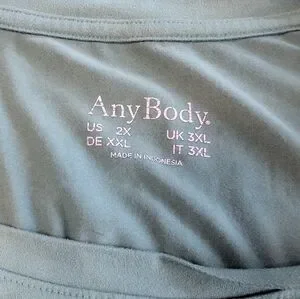 AnyBody.
US 2X UK 3XL
DE XXL IT 3XL
MADE IN INDONESIA